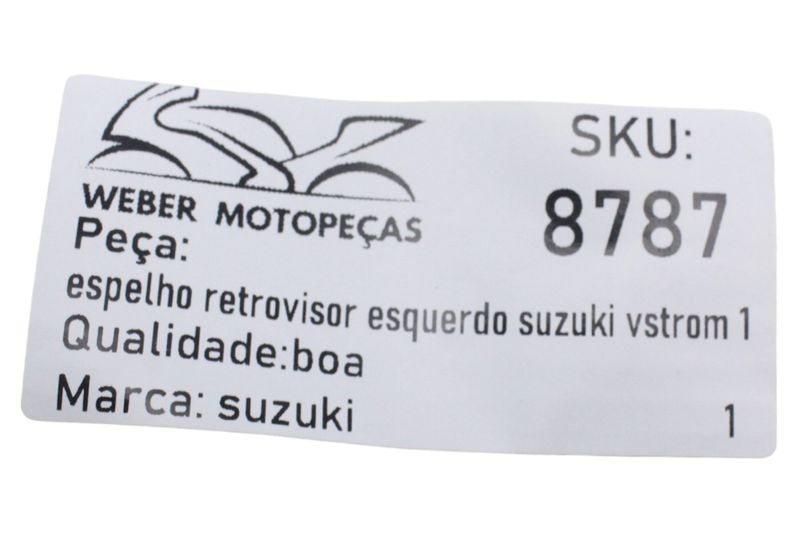 WEBER MOTOPEÇAS
SKU:
8787
Peça:
espelho retrovisor esquerdo suzuki vstrom 1
Qualidade:boa
Marca: suzuki
1